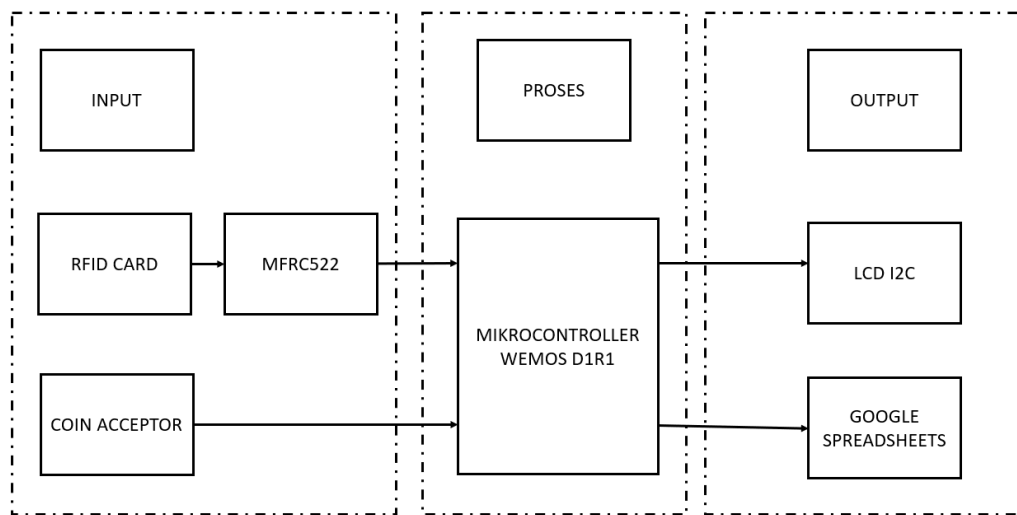 INPUT
PROSES
OUTPUT
RFID CARD
MFRC522
MIKROCONTROLLER
WEMOS D1R1
LCD I2C
COIN ACCEPTOR
GOOGLE
SPREADSHEETS